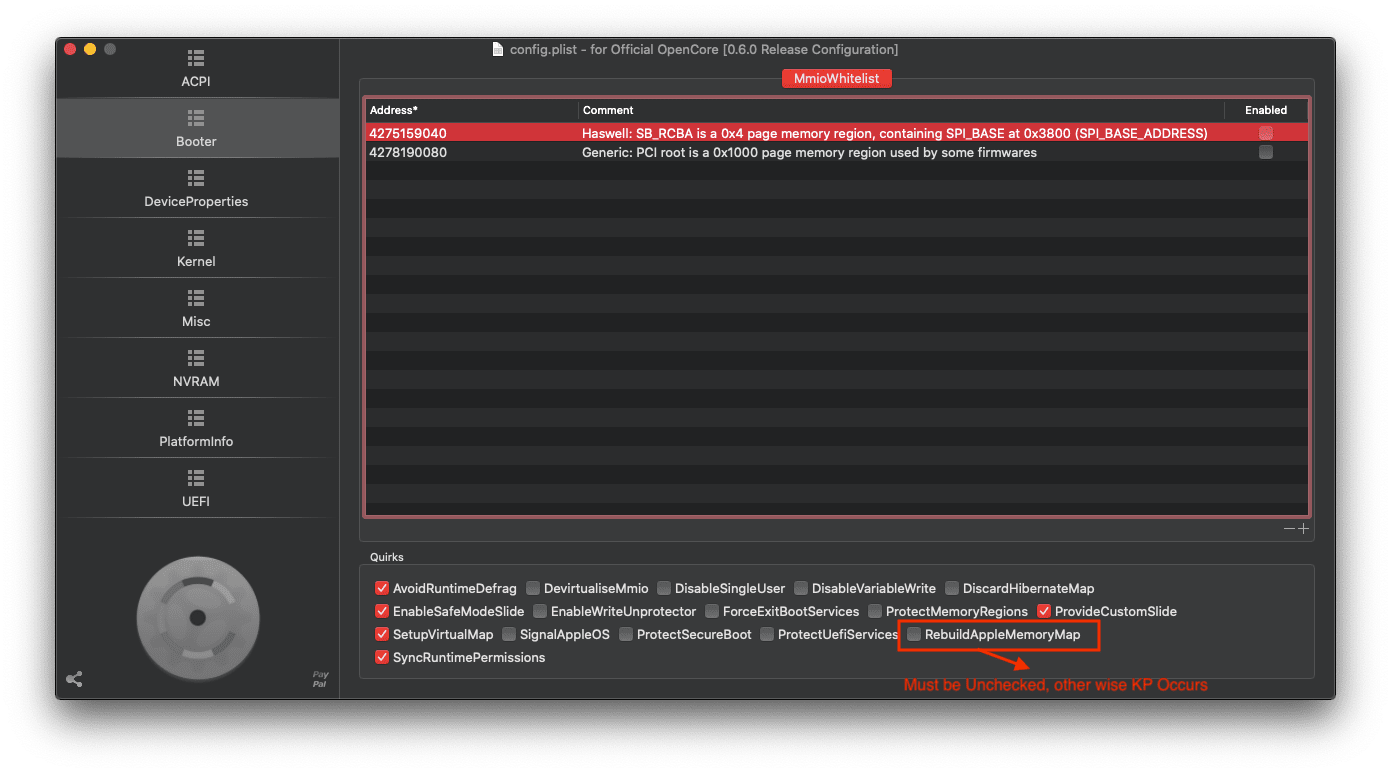 config.plist - for Official OpenCore [0.6.0 Release Configuration]
ACPI
Booter
DeviceProperties
Kernel
Misc
NVRAM
PlatformInfo
UEFI
Pay
Pal
MmioWhitelist
Address* Comment Enabled
4275159040 Haswell: SB_RCBA is a 0x4 page memory region, containing SPI_BASE at 0x3800 (SPI_BASE_ADDRESS)
4278190080 Generic: PCI root is a 0x1000 page memory region used by some firmwares
Quirks
AvoidRuntimeDefrag DevirtualiseMmio DisableSingleUser DisableVariableWrite DiscardHibernateMap
EnableSafeModeSlide EnableWriteUnprotector ForceExitBootServices ProtectMemoryRegions ProvideCustomSlide
SetupVirtualMap SignalAppleOS ProtectSecureBoot ProtectUefiServices RebuildAppleMemoryMap
SyncRuntimePermissions
Must be Unchecked, other wise KP Occurs